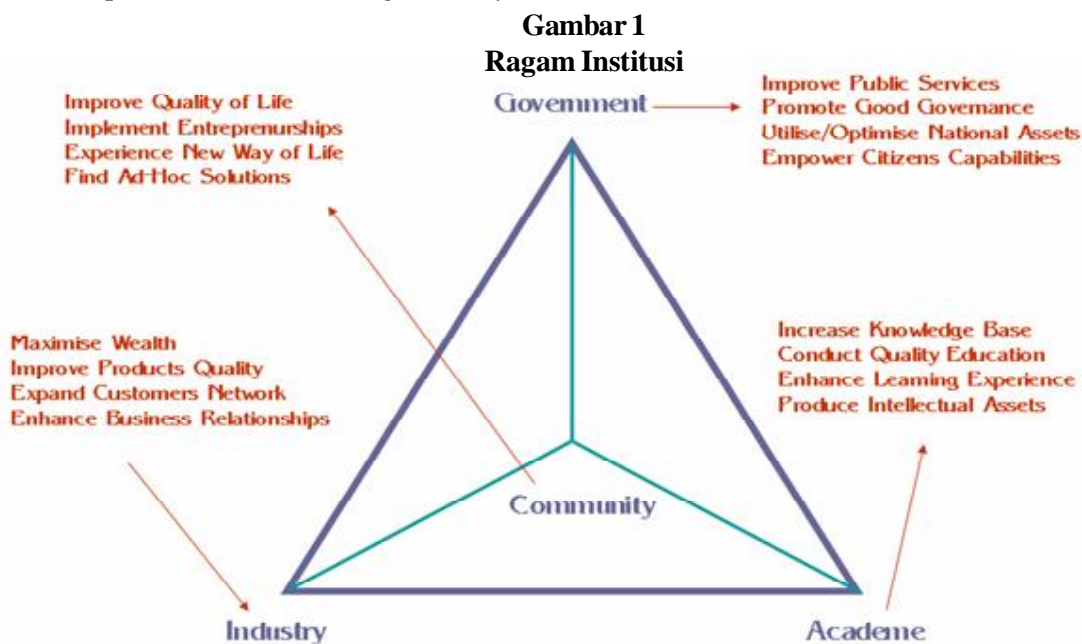 Gambar 1
Ragam Institusi
Government
Improve Public Services
Promote Good Governance
Utilise/Optimise National Assets
Empower Citizens Capabilities
Improve Quality of Life
Implement Entreprenurships
Experience New Way of Life
Find Ad-Hoc Solutions
Maximise Wealth
Improve Products Quality
Expand Customers Network
Enhance Business Relationships
Increase Knowledge Base
Conduct Quality Education
Enhance Learning Experience
Produce Intellectual Assets
Community
Industry
Academe